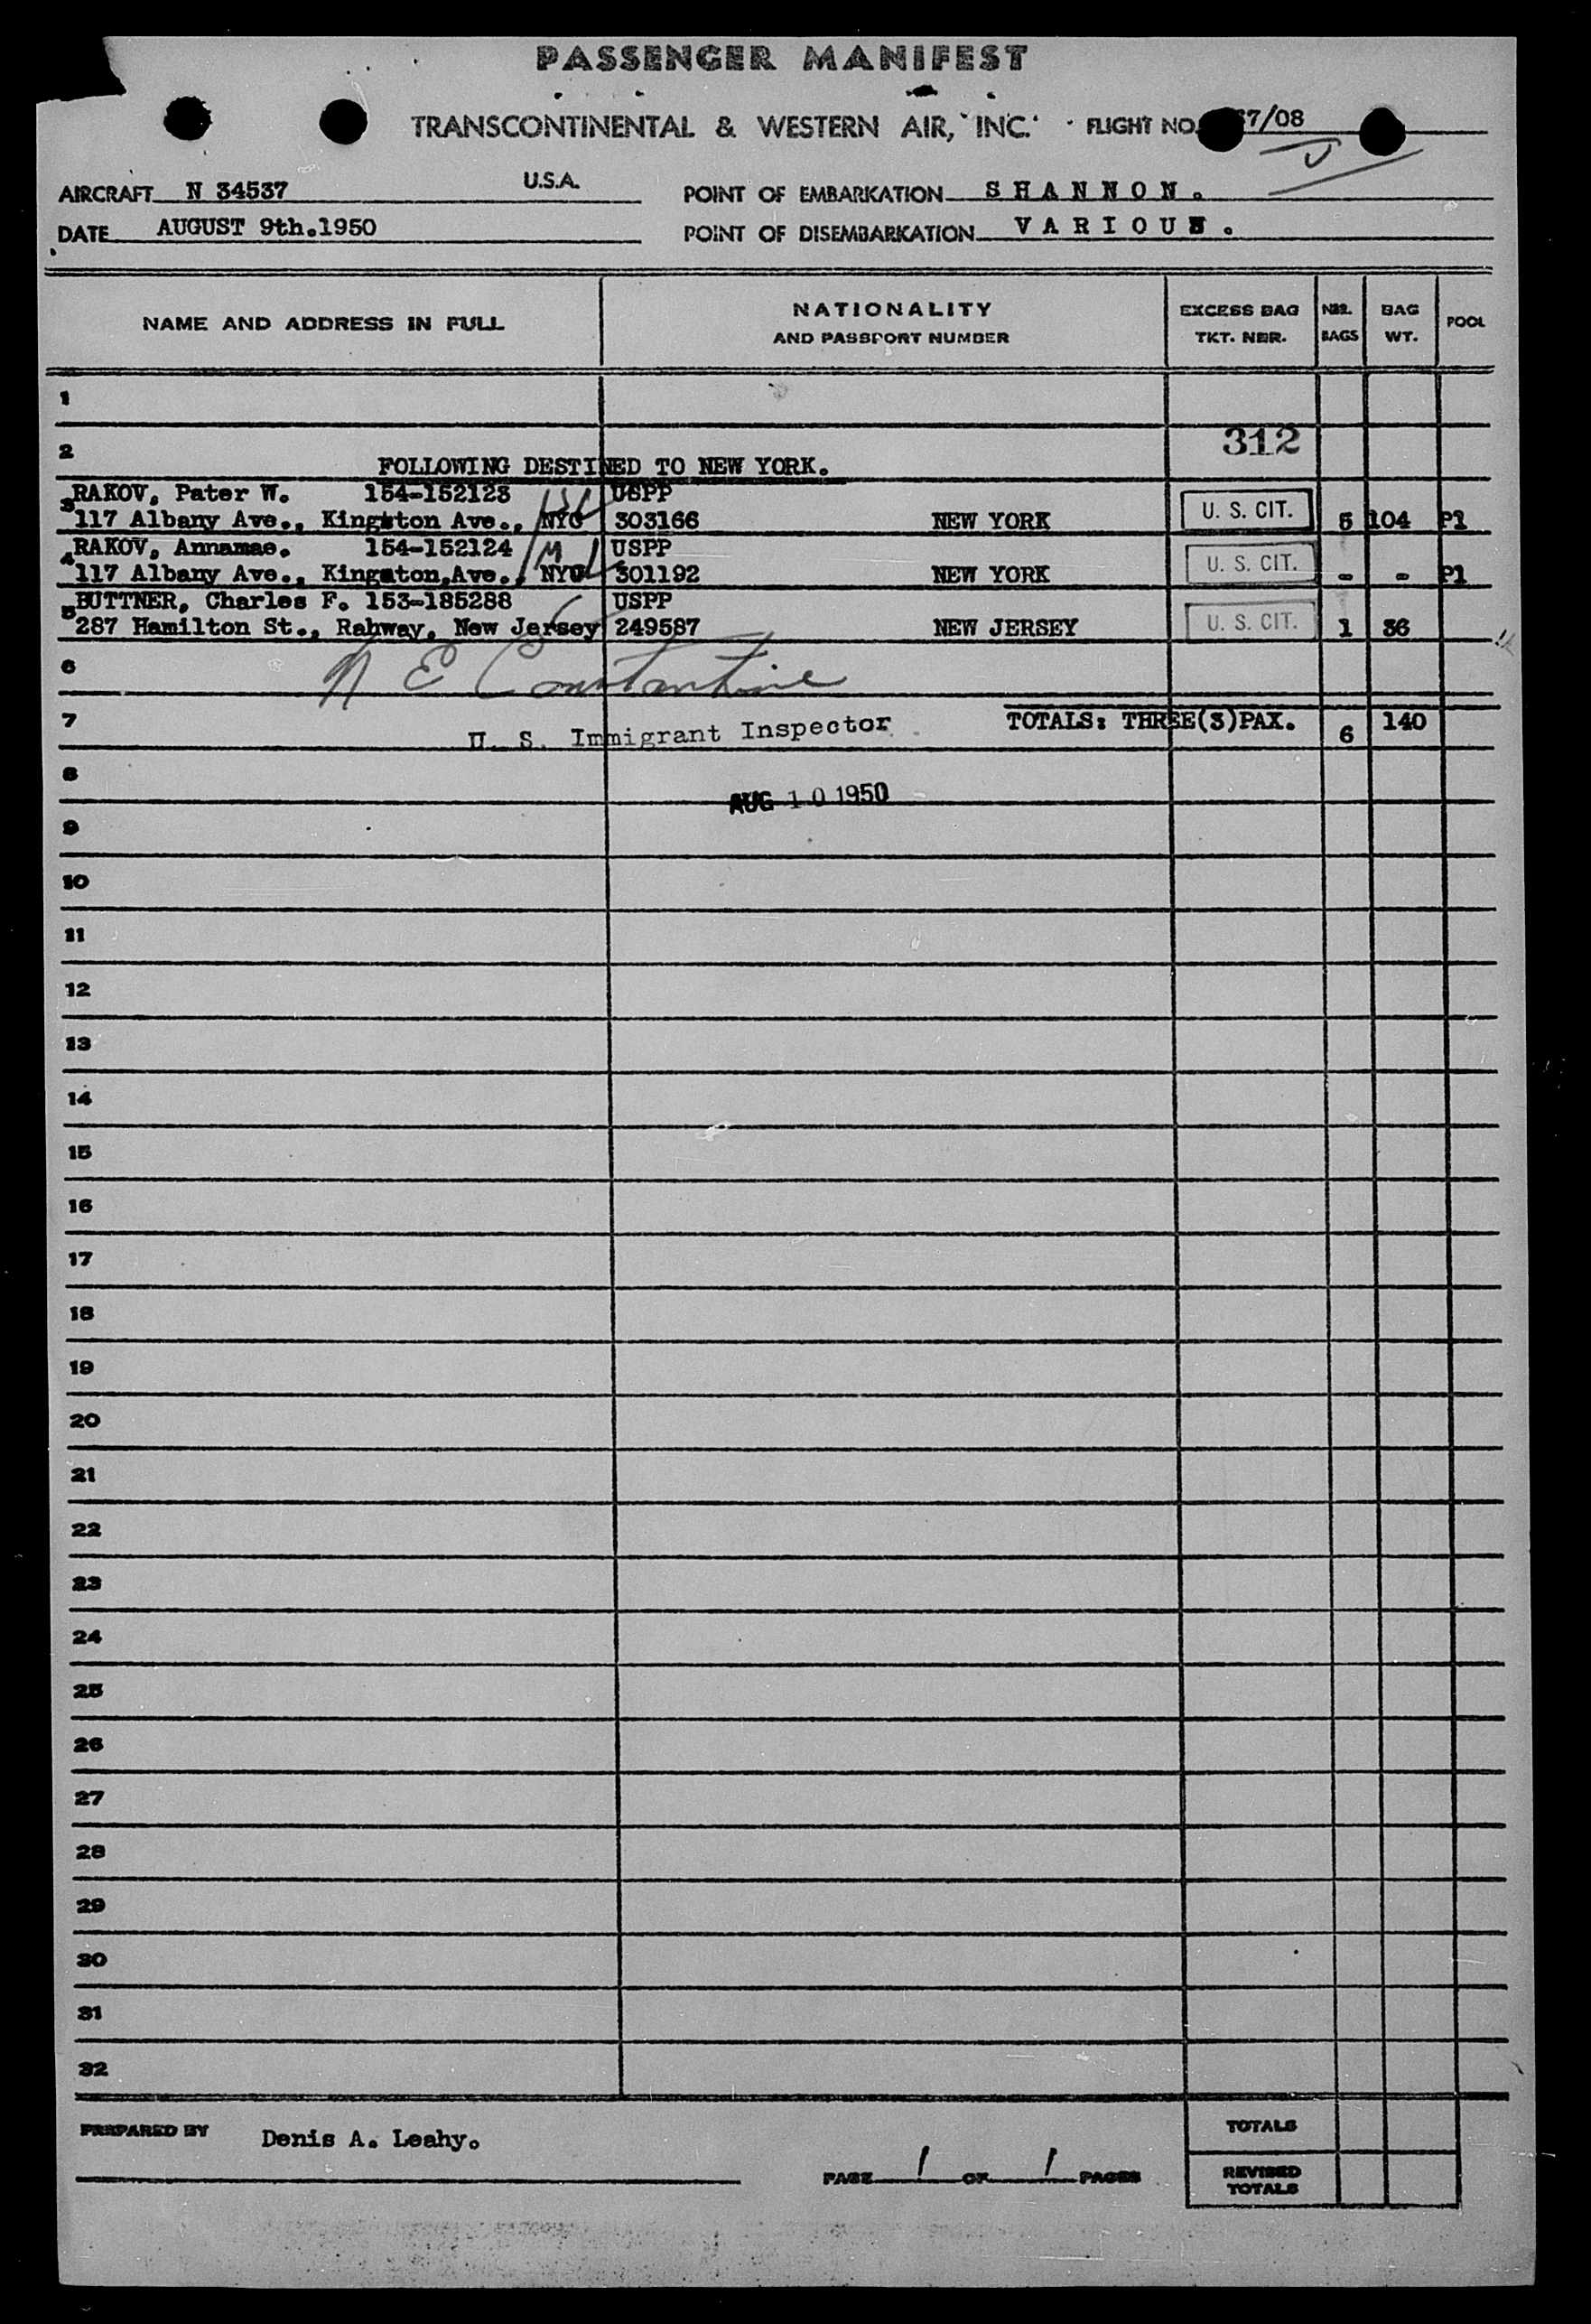 PASSENGER MANIFEST
TRANSCONTINENTAL & WESTERN AIR, INC. FLIGHT NO. 7/08
AIRCRAFT N 34537 U.S.A. POINT OF EMBARKATION SHANNON.
DATE AUGUST 9th.1950 POINT OF DISEMBARKATION VARIOUS.
NAME AND ADDRESS IN FULL NATIONALITY AND PASSPORT NUMBER EXCESS BAG TKT. NBR. NBR. BAGS BAG WT. POOL
1
2 312
FOLLOWING DESTINED TO NEW YORK.
3 RAKOV, Pater W. 154-152123 USPP U. S. CIT.
117 Albany Ave., Kingston Ave., NYC 303166 NEW YORK 5 104 P1
4 RAKOV, Annamae. 154-152124 M USPP U. S. CIT.
117 Albany Ave., Kingston,Ave., NYC 301192 NEW YORK - - P1
5 BUTTNER, Charles F. 153-185288 USPP U. S. CIT.
287 Hamilton St., Rahway, New Jersey 249587 NEW JERSEY 1 36
6 N E Constantine
7 U. S. Immigrant Inspector TOTALS: THREE(3)PAX. 6 140
8 AUG 10 1950
9
10
11
12
13
14
15
16
17
18
19
20
21
22
23
24
25
26
27
28
29
30
31
32
PREPARED BY Denis A. Leahy. TOTALS
PAGE 1 OF 1 PAGES REVISED TOTALS